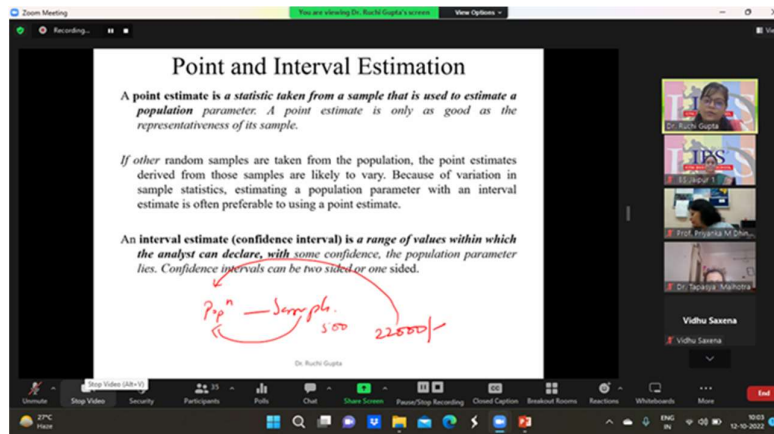 Zoom Meeting
You are viewing Dr. Ruchi Gupta's screen
View Options
Recording...
Point and Interval Estimation
A point estimate is a statistic taken from a sample that is used to estimate a
population parameter. A point estimate is only as good as the
representativeness of its sample.
If other random samples are taken from the population, the point estimates
derived from those samples are likely to vary. Because of variation in
sample statistics, estimating a population parameter with an interval
estimate is often preferable to using a point estimate.
An interval estimate (confidence interval) is a range of values within which
the analyst can declare, with some confidence, the population parameter
lies. Confidence intervals can be two sided or one sided.
Popⁿ — Sample.
500
22000/-
Dr. Ruchi Gupta
Dr. Ruchi Gupta
Prof. Priyanka M Dhin...
Dr. Tapasya Malhotra
Vidhu Saxena
Vidhu Saxena
Stop Video (Alt+V)
35
Unmute
Stop Video
Security
Participants
Polls
Chat
Share Screen
Pause/Stop Recording
Closed Caption
Breakout Rooms
Reactions
Whiteboards
More
End
27°C
Haze
ENG
IN
10:03
12-10-2022